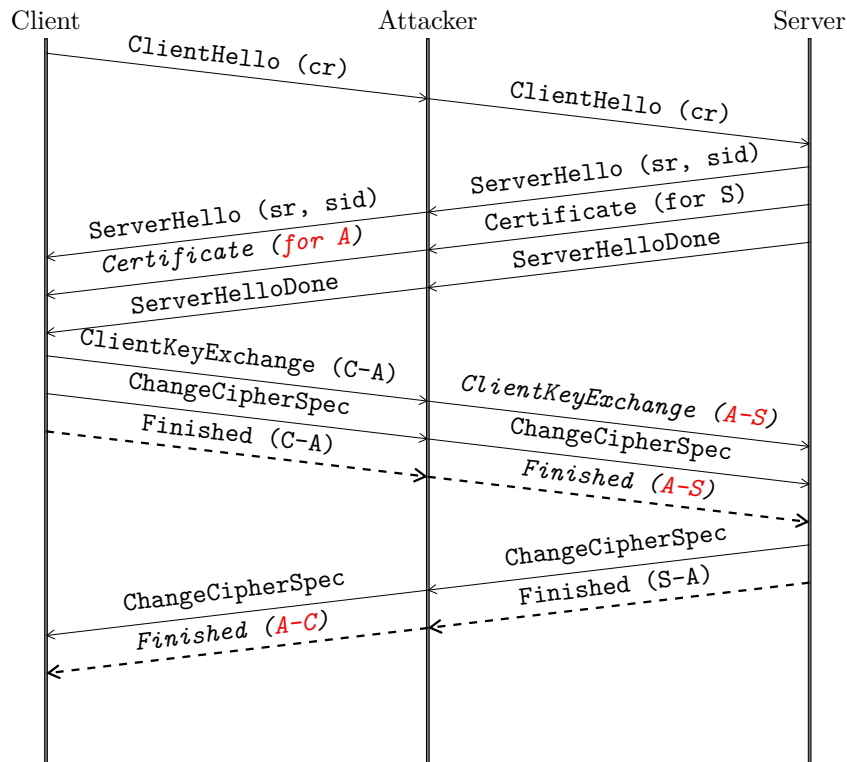 Client Attacker Server
ClientHello (cr)
ClientHello (cr)
ServerHello (sr, sid)
ServerHello (sr, sid)
Certificate (for S)
Certificate (for A)
ServerHelloDone
ServerHelloDone
ClientKeyExchange (C-A)
ClientKeyExchange (A-S)
ChangeCipherSpec
ChangeCipherSpec
Finished (C-A)
Finished (A-S)
ChangeCipherSpec
ChangeCipherSpec
Finished (S-A)
Finished (A-C)